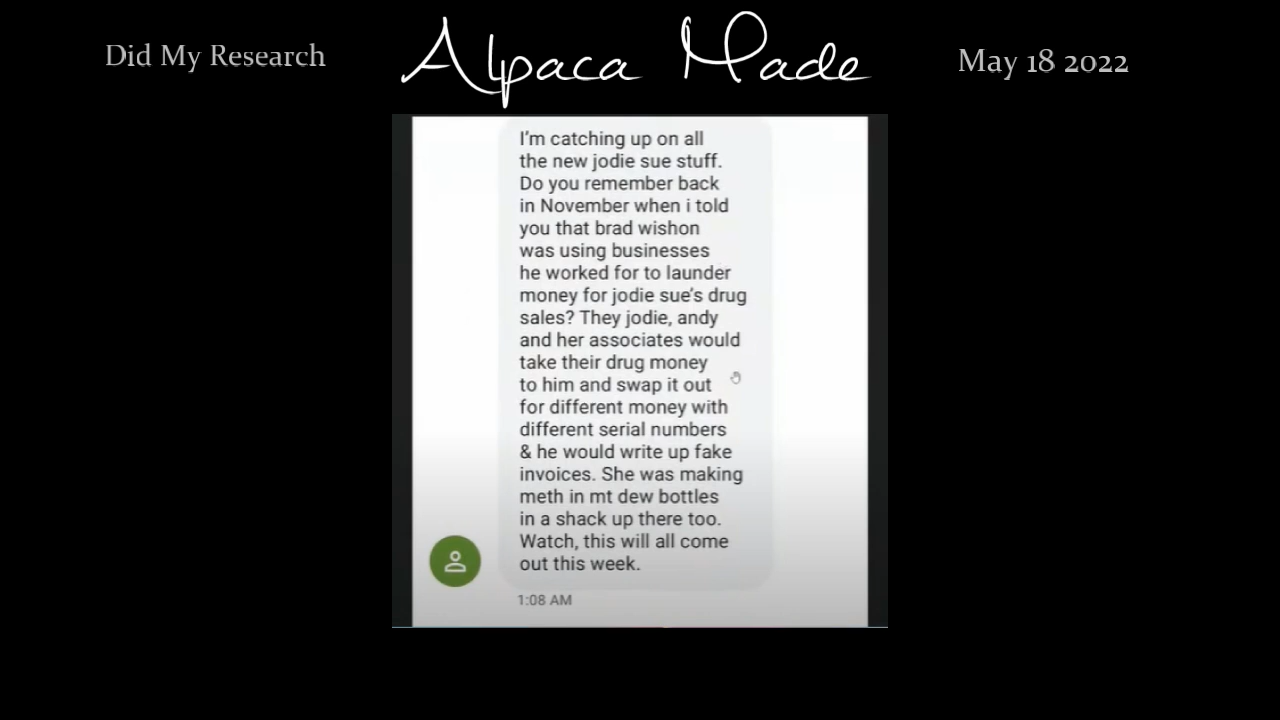 Did My Research
Alpaca Made
May 18 2022
I'm catching up on all
the new jodie sue stuff.
Do you remember back
in November when i told
you that brad wishon
was using businesses
he worked for to launder
money for jodie sue's drug
sales? They jodie, andy
and her associates would
take their drug money
to him and swap it out
for different money with
different serial numbers
& he would write up fake
invoices. She was making
meth in mt dew bottles
in a shack up there too.
Watch, this will all come
out this week.
1:08 AM